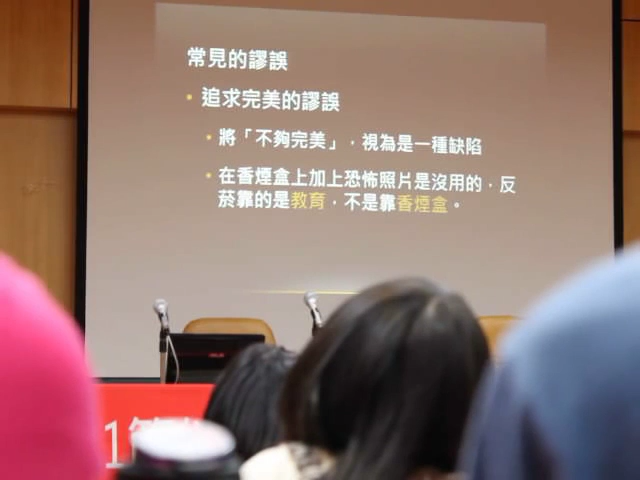 常見的謬誤
• 追求完美的謬誤
• 將「不夠完美」，視為是一種缺陷
• 在香煙盒上加上恐怖照片是沒用的，反
菸靠的是教育，不是靠香煙盒。
1